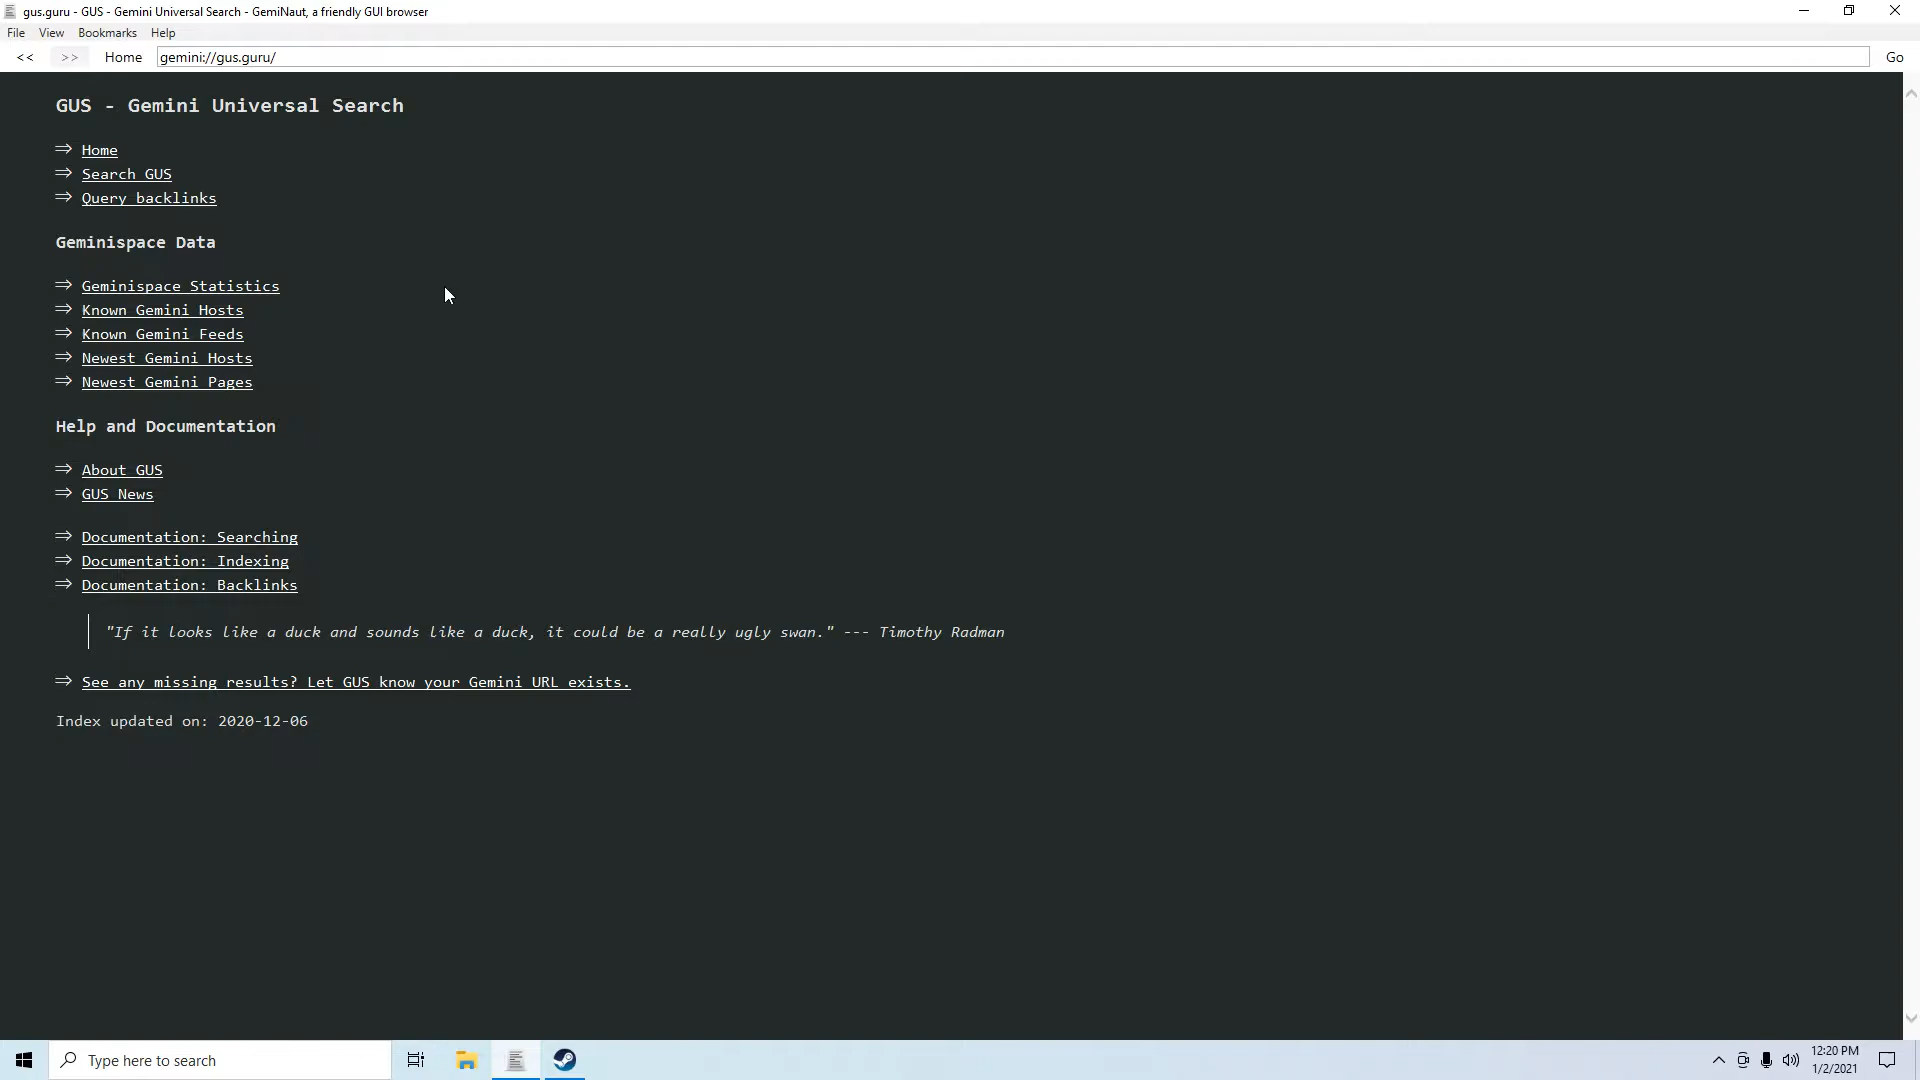 gus.guru - GUS - Gemini Universal Search - GemiNaut, a friendly GUI browser
File View Bookmarks Help
<< >> Home gemini://gus.guru/ Go
GUS - Gemini Universal Search
⇒ Home
⇒ Search GUS
⇒ Query backlinks
Geminispace Data
⇒ Geminispace Statistics
⇒ Known Gemini Hosts
⇒ Known Gemini Feeds
⇒ Newest Gemini Hosts
⇒ Newest Gemini Pages
Help and Documentation
⇒ About GUS
⇒ GUS News
⇒ Documentation: Searching
⇒ Documentation: Indexing
⇒ Documentation: Backlinks
"If it looks like a duck and sounds like a duck, it could be a really ugly swan." --- Timothy Radman
⇒ See any missing results? Let GUS know your Gemini URL exists.
Index updated on: 2020-12-06
Type here to search
12:20 PM
1/2/2021